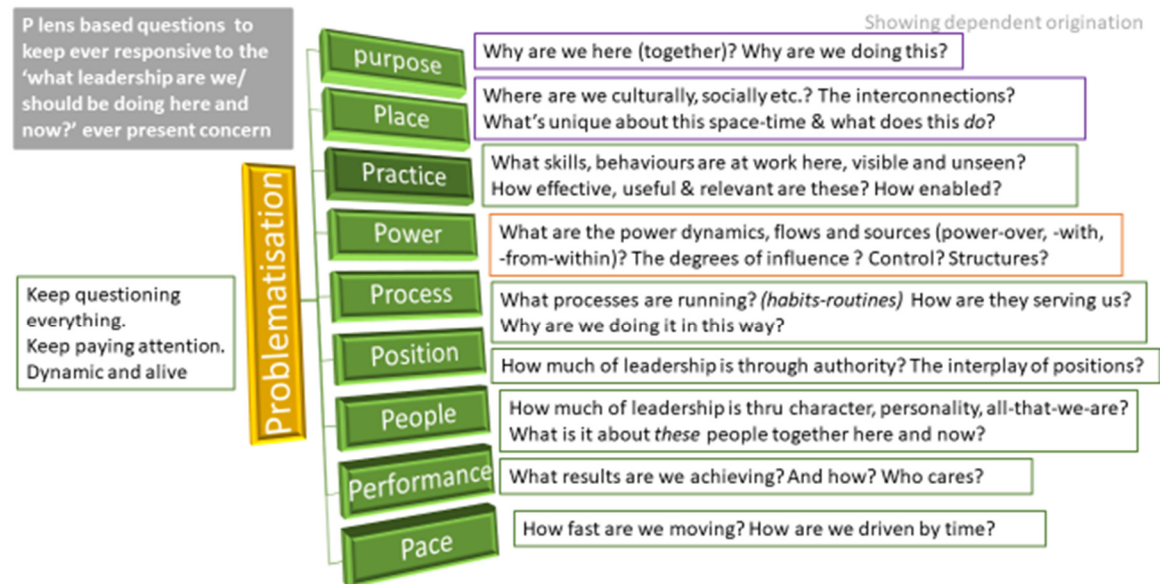 P lens based questions to
keep ever responsive to the
‘what leadership are we/
should be doing here and
now?’ ever present concern
Showing dependent origination
Problematisation
Keep questioning
everything.
Keep paying attention.
Dynamic and alive
purpose
Why are we here (together)? Why are we doing this?
Place
Where are we culturally, socially etc.? The interconnections?
What’s unique about this space-time & what does this do?
Practice
What skills, behaviours are at work here, visible and unseen?
How effective, useful & relevant are these? How enabled?
Power
What are the power dynamics, flows and sources (power-over, -with,
-from-within)? The degrees of influence ? Control? Structures?
Process
What processes are running? (habits-routines) How are they serving us?
Why are we doing it in this way?
Position
How much of leadership is through authority? The interplay of positions?
People
How much of leadership is thru character, personality, all-that-we-are?
What is it about these people together here and now?
Performance
What results are we achieving? And how? Who cares?
Pace
How fast are we moving? How are we driven by time?